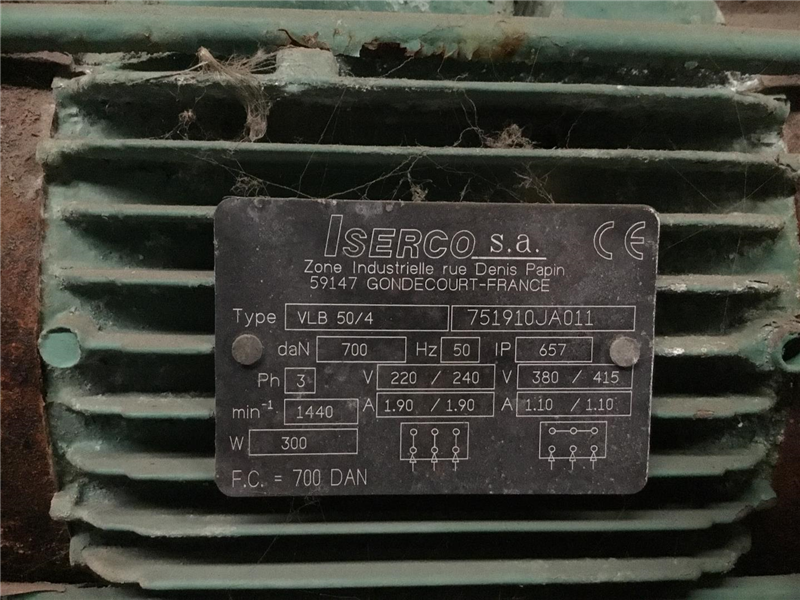 ISERCO s.a. CE
Zone Industrielle rue Denis Papin
59147 GONDECOURT-FRANCE
Type VLB 50/4 751910JA011
daN 700 Hz 50 IP 657
Ph 3 V 220 / 240 V 380 / 415
min⁻¹ 1440 A 1.90 / 1.90 A 1.10 / 1.10
W 300
F.C. = 700 DAN